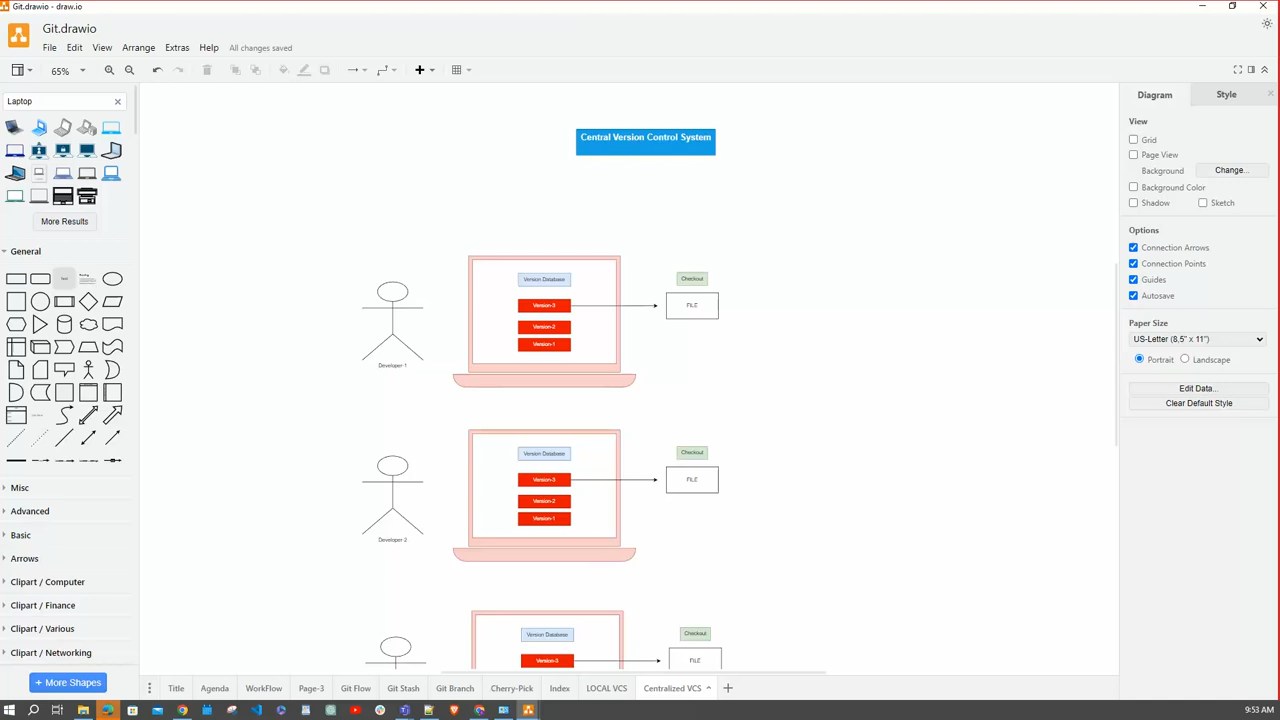 Git.drawio - draw.io
Git.drawio
File Edit View Arrange Extras Help All changes saved
65%
Laptop
More Results
General
Text
Misc
Advanced
Basic
Arrows
Clipart / Computer
Clipart / Finance
Clipart / Various
Clipart / Networking
+ More Shapes
Central Version Control System
Version Database
Checkout
Version-3
FILE
Version-2
Version-1
Developer-1
Version Database
Checkout
Version-3
FILE
Version-2
Version-1
Developer-2
Version Database
Checkout
Version-3
FILE
Diagram Style
View
Grid
Page View
Background Change...
Background Color
Shadow Sketch
Options
Connection Arrows
Connection Points
Guides
Autosave
Paper Size
US-Letter (8,5" x 11")
Portrait Landscape
Edit Data...
Clear Default Style
Title Agenda WorkFlow Page-3 Git Flow Git Stash Git Branch Cherry-Pick Index LOCAL VCS Centralized VCS
9:53 AM